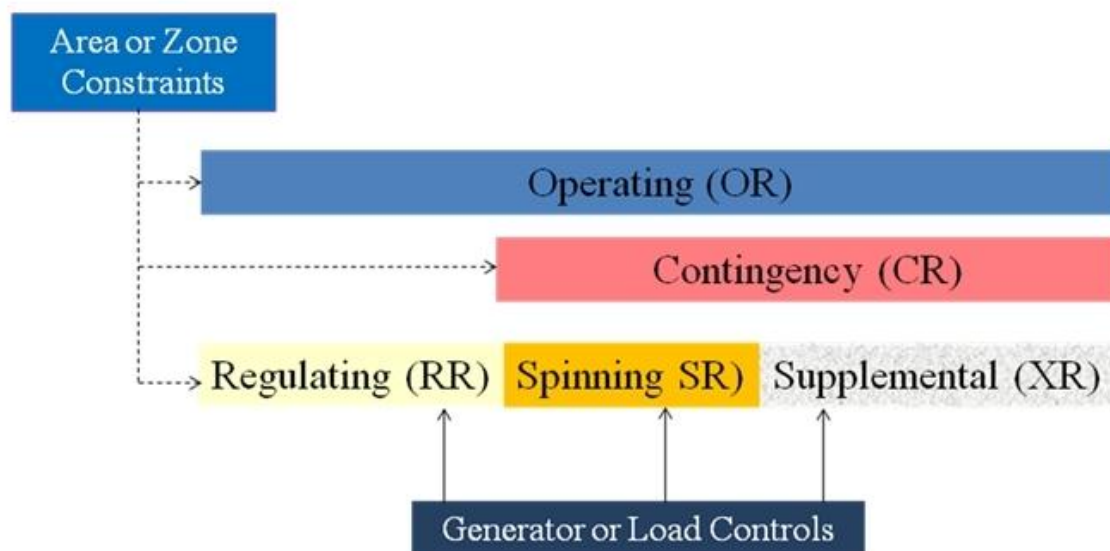 Area or Zone
Constraints
Operating (OR)
Contingency (CR)
Regulating (RR) Spinning SR) Supplemental (XR)
Generator or Load Controls